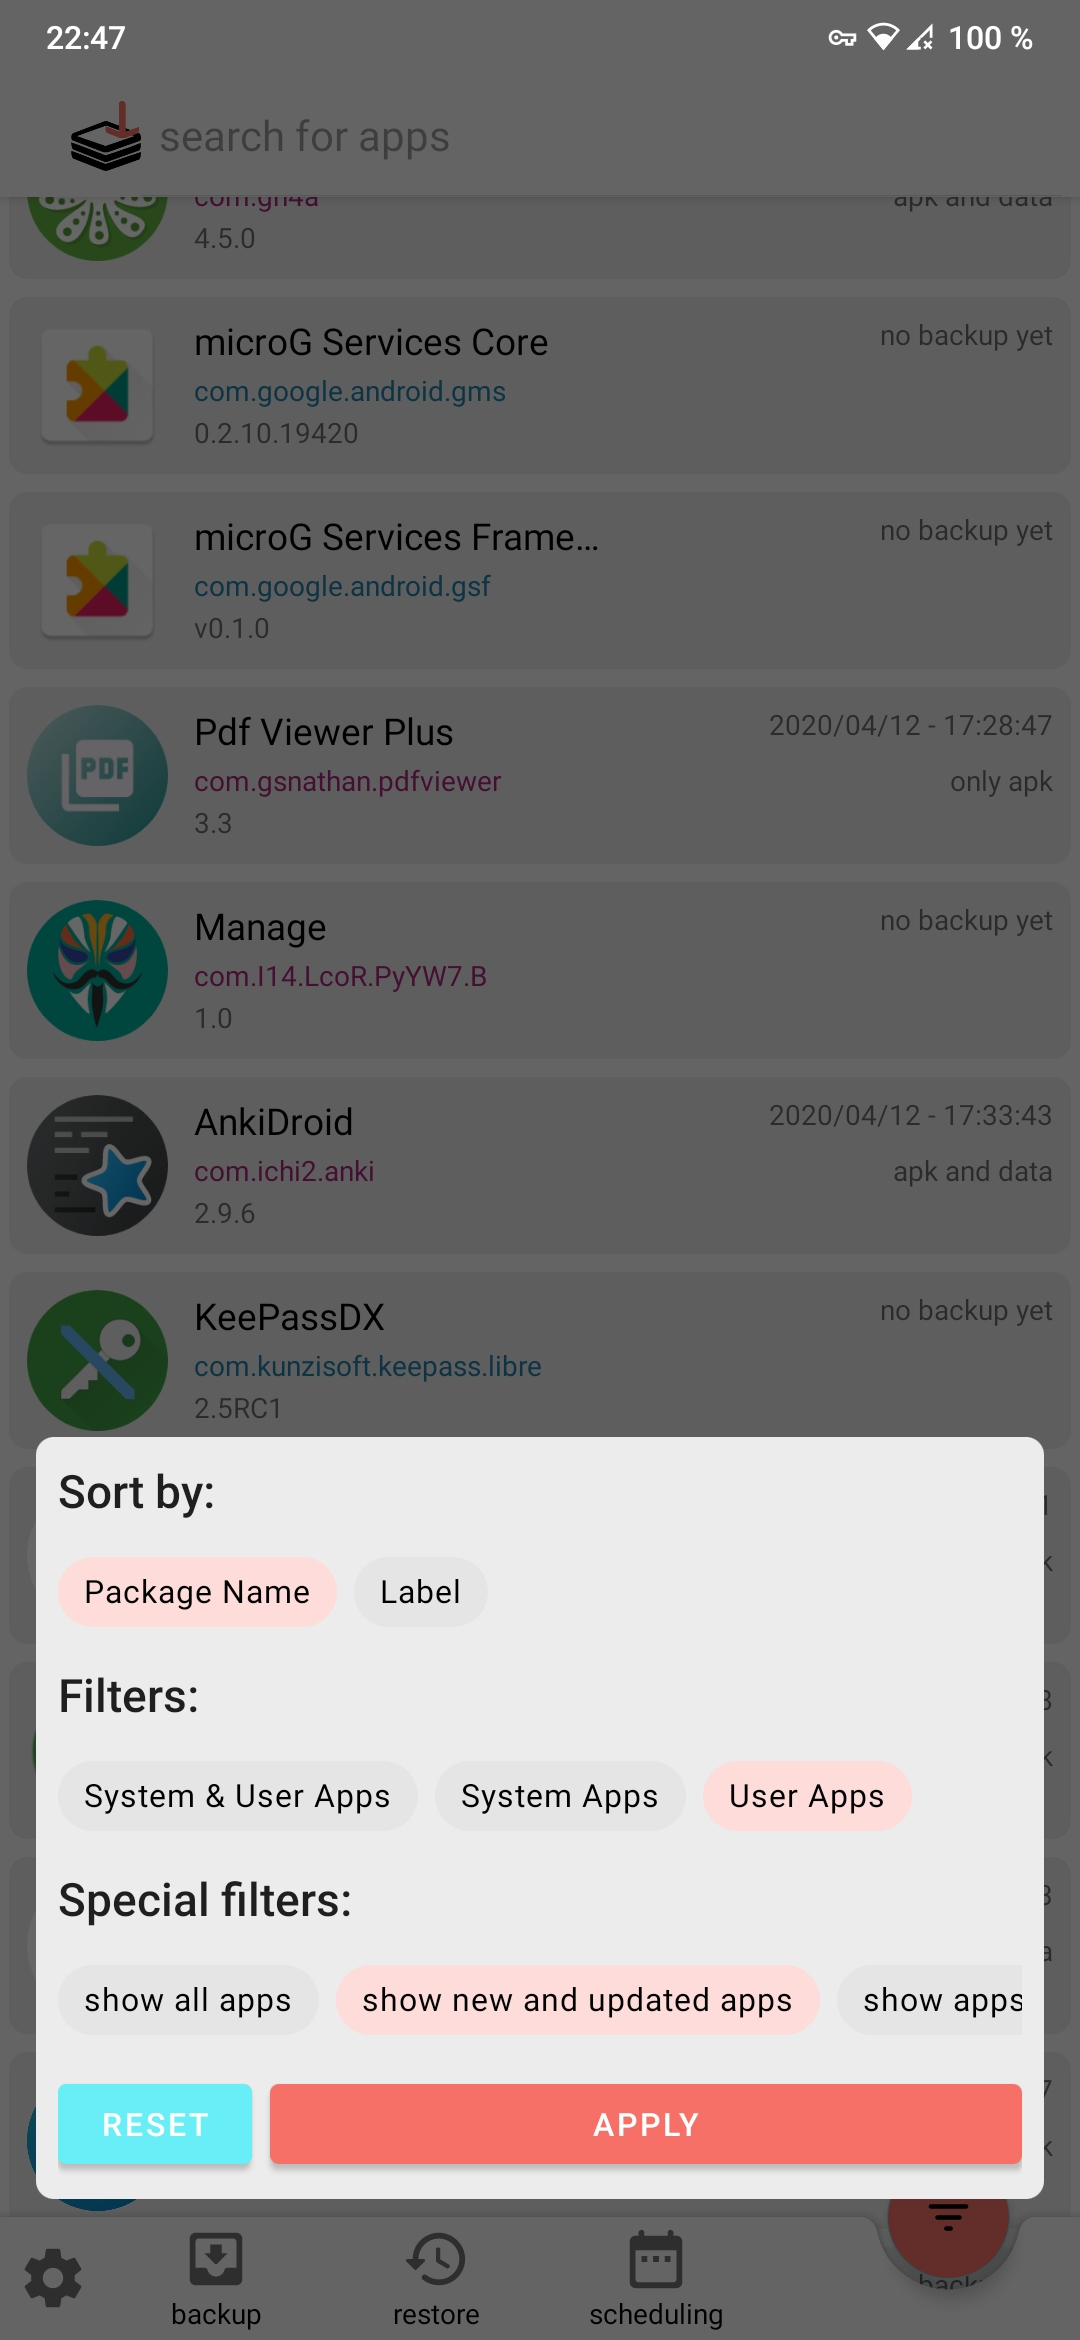 22:47
100 %
search for apps
com.gh4a
apk and data
4.5.0
microG Services Core
no backup yet
com.google.android.gms
0.2.10.19420
microG Services Frame...
no backup yet
com.google.android.gsf
v0.1.0
Pdf Viewer Plus
2020/04/12 - 17:28:47
PDF
com.gsnathan.pdfviewer
only apk
3.3
Manage
no backup yet
com.I14.LcoR.PyYW7.B
1.0
AnkiDroid
2020/04/12 - 17:33:43
com.ichi2.anki
apk and data
2.9.6
KeePassDX
no backup yet
com.kunzisoft.keepass.libre
2.5RC1
Sort by:
Package Name
Label
Filters:
System & User Apps
System Apps
User Apps
Special filters:
show all apps
show new and updated apps
show apps
RESET
APPLY
backup
restore
scheduling